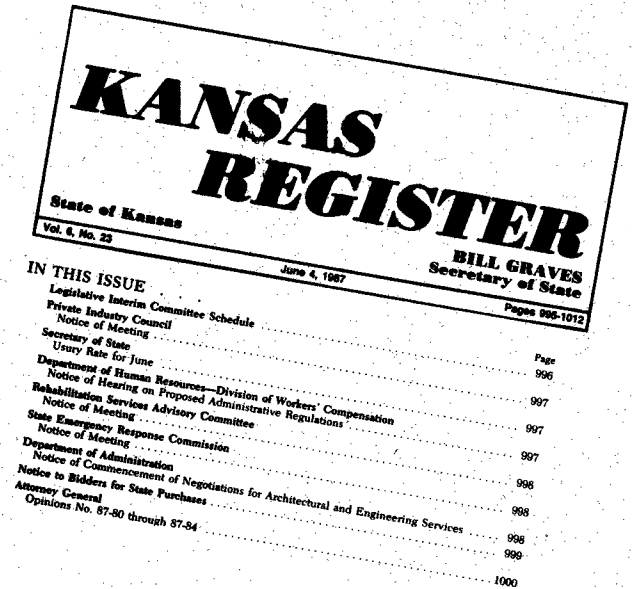 KANSAS
REGISTER
State of Kansas
BILL GRAVES
Secretary of State
Vol. 6, No. 23 June 4, 1987 Pages 995-1012
IN THIS ISSUE
Page
Legislative Interim Committee Schedule 996
Private Industry Council
Notice of Meeting 997
Secretary of State
Usury Rate for June 997
Department of Human Resources—Division of Workers' Compensation
Notice of Hearing on Proposed Administrative Regulations 997
Rehabilitation Services Advisory Committee
Notice of Meeting 998
State Emergency Response Commission
Notice of Meeting 998
Department of Administration
Notice of Commencement of Negotiations for Architectural and Engineering Services 998
Notice to Bidders for State Purchases 999
Attorney General
Opinions No. 87-80 through 87-84 1000